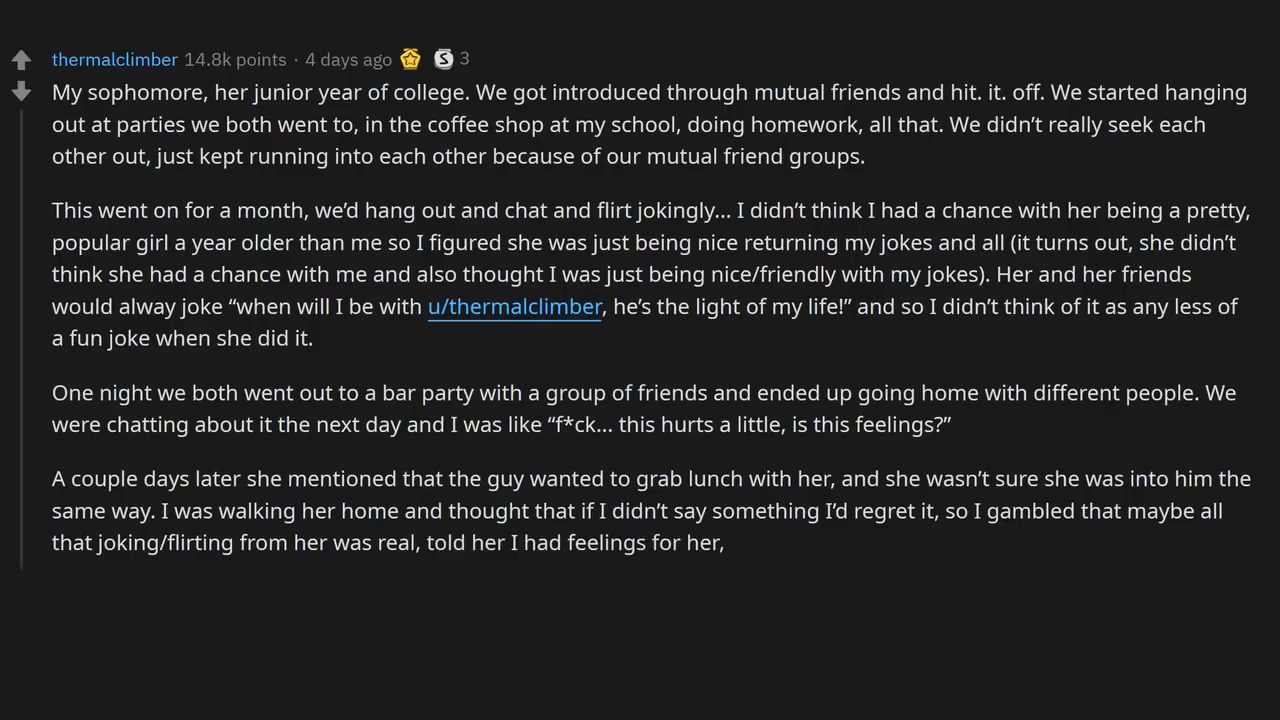 thermalclimber 14.8k points · 4 days ago S 3
My sophomore, her junior year of college. We got introduced through mutual friends and hit. it. off. We started hanging
out at parties we both went to, in the coffee shop at my school, doing homework, all that. We didn’t really seek each
other out, just kept running into each other because of our mutual friend groups.
This went on for a month, we’d hang out and chat and flirt jokingly... I didn’t think I had a chance with her being a pretty,
popular girl a year older than me so I figured she was just being nice returning my jokes and all (it turns out, she didn’t
think she had a chance with me and also thought I was just being nice/friendly with my jokes). Her and her friends
would alway joke “when will I be with u/thermalclimber, he’s the light of my life!” and so I didn’t think of it as any less of
a fun joke when she did it.
One night we both went out to a bar party with a group of friends and ended up going home with different people. We
were chatting about it the next day and I was like “f*ck... this hurts a little, is this feelings?”
A couple days later she mentioned that the guy wanted to grab lunch with her, and she wasn’t sure she was into him the
same way. I was walking her home and thought that if I didn’t say something I’d regret it, so I gambled that maybe all
that joking/flirting from her was real, told her I had feelings for her,